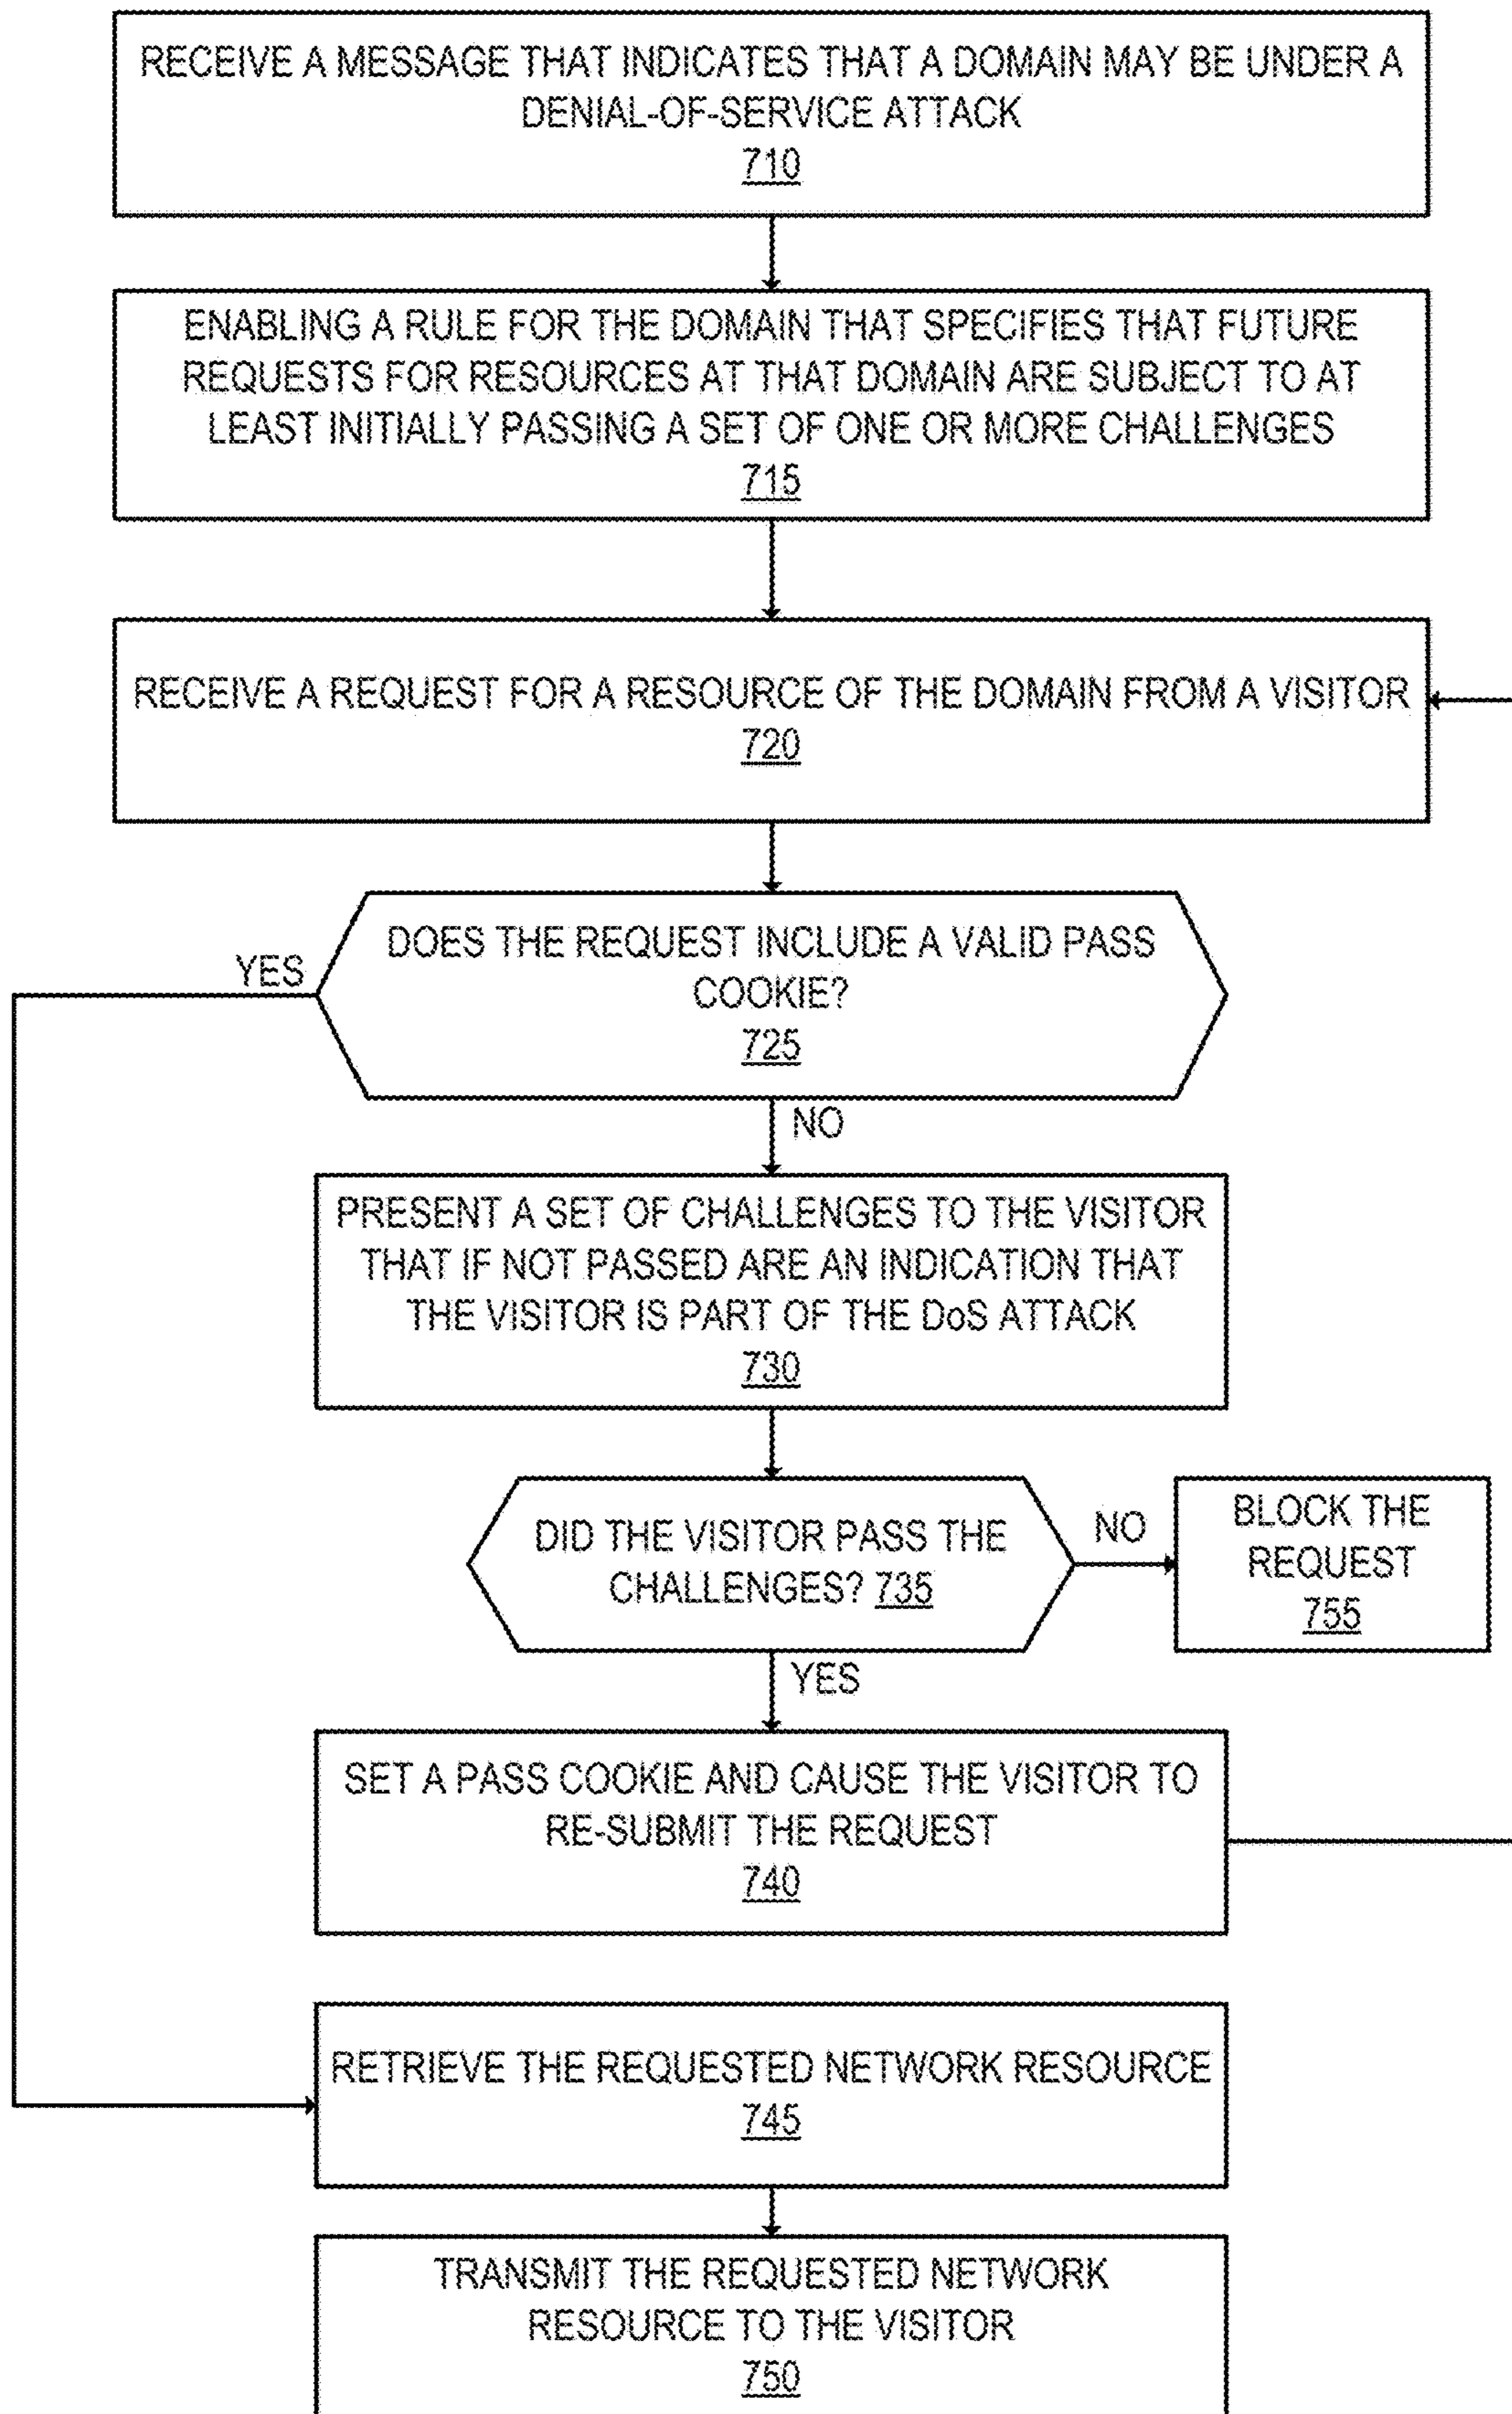 RECEIVE A MESSAGE THAT INDICATES THAT A DOMAIN MAY BE UNDER A
DENIAL-OF-SERVICE ATTACK
710
ENABLING A RULE FOR THE DOMAIN THAT SPECIFIES THAT FUTURE
REQUESTS FOR RESOURCES AT THAT DOMAIN ARE SUBJECT TO AT
LEAST INITIALLY PASSING A SET OF ONE OR MORE CHALLENGES
715
RECEIVE A REQUEST FOR A RESOURCE OF THE DOMAIN FROM A VISITOR
720
DOES THE REQUEST INCLUDE A VALID PASS
COOKIE?
725
YES
NO
PRESENT A SET OF CHALLENGES TO THE VISITOR
THAT IF NOT PASSED ARE AN INDICATION THAT
THE VISITOR IS PART OF THE DoS ATTACK
730
DID THE VISITOR PASS THE
CHALLENGES? 735
NO
BLOCK THE
REQUEST
755
YES
SET A PASS COOKIE AND CAUSE THE VISITOR TO
RE-SUBMIT THE REQUEST
740
RETRIEVE THE REQUESTED NETWORK RESOURCE
745
TRANSMIT THE REQUESTED NETWORK
RESOURCE TO THE VISITOR
750